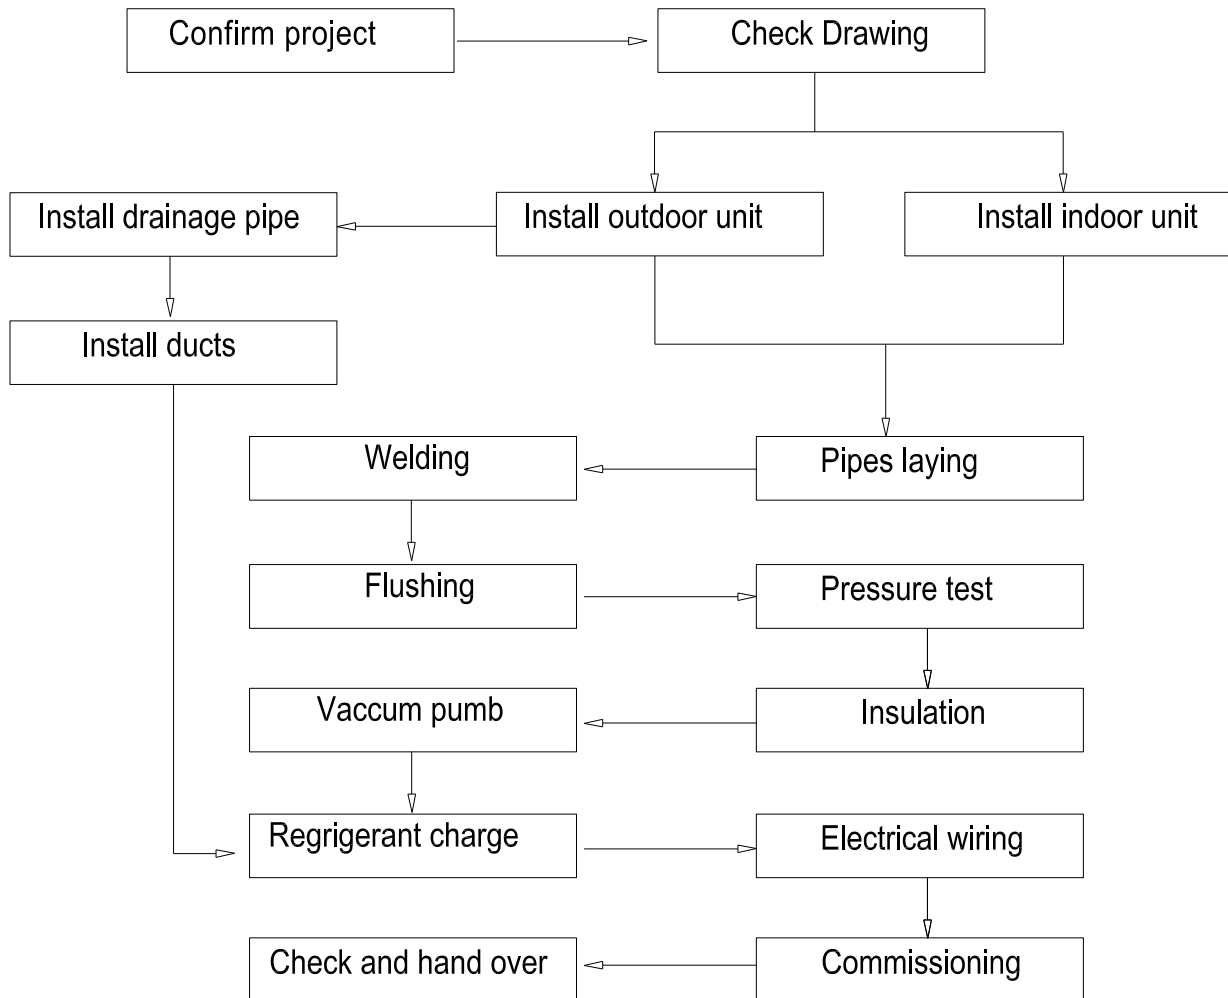 Confirm project
Check Drawing
Install drainage pipe
Install outdoor unit
Install indoor unit
Install ducts
Welding
Pipes laying
Flushing
Pressure test
Vaccum pumb
Insulation
Regrigerant charge
Electrical wiring
Check and hand over
Commissioning